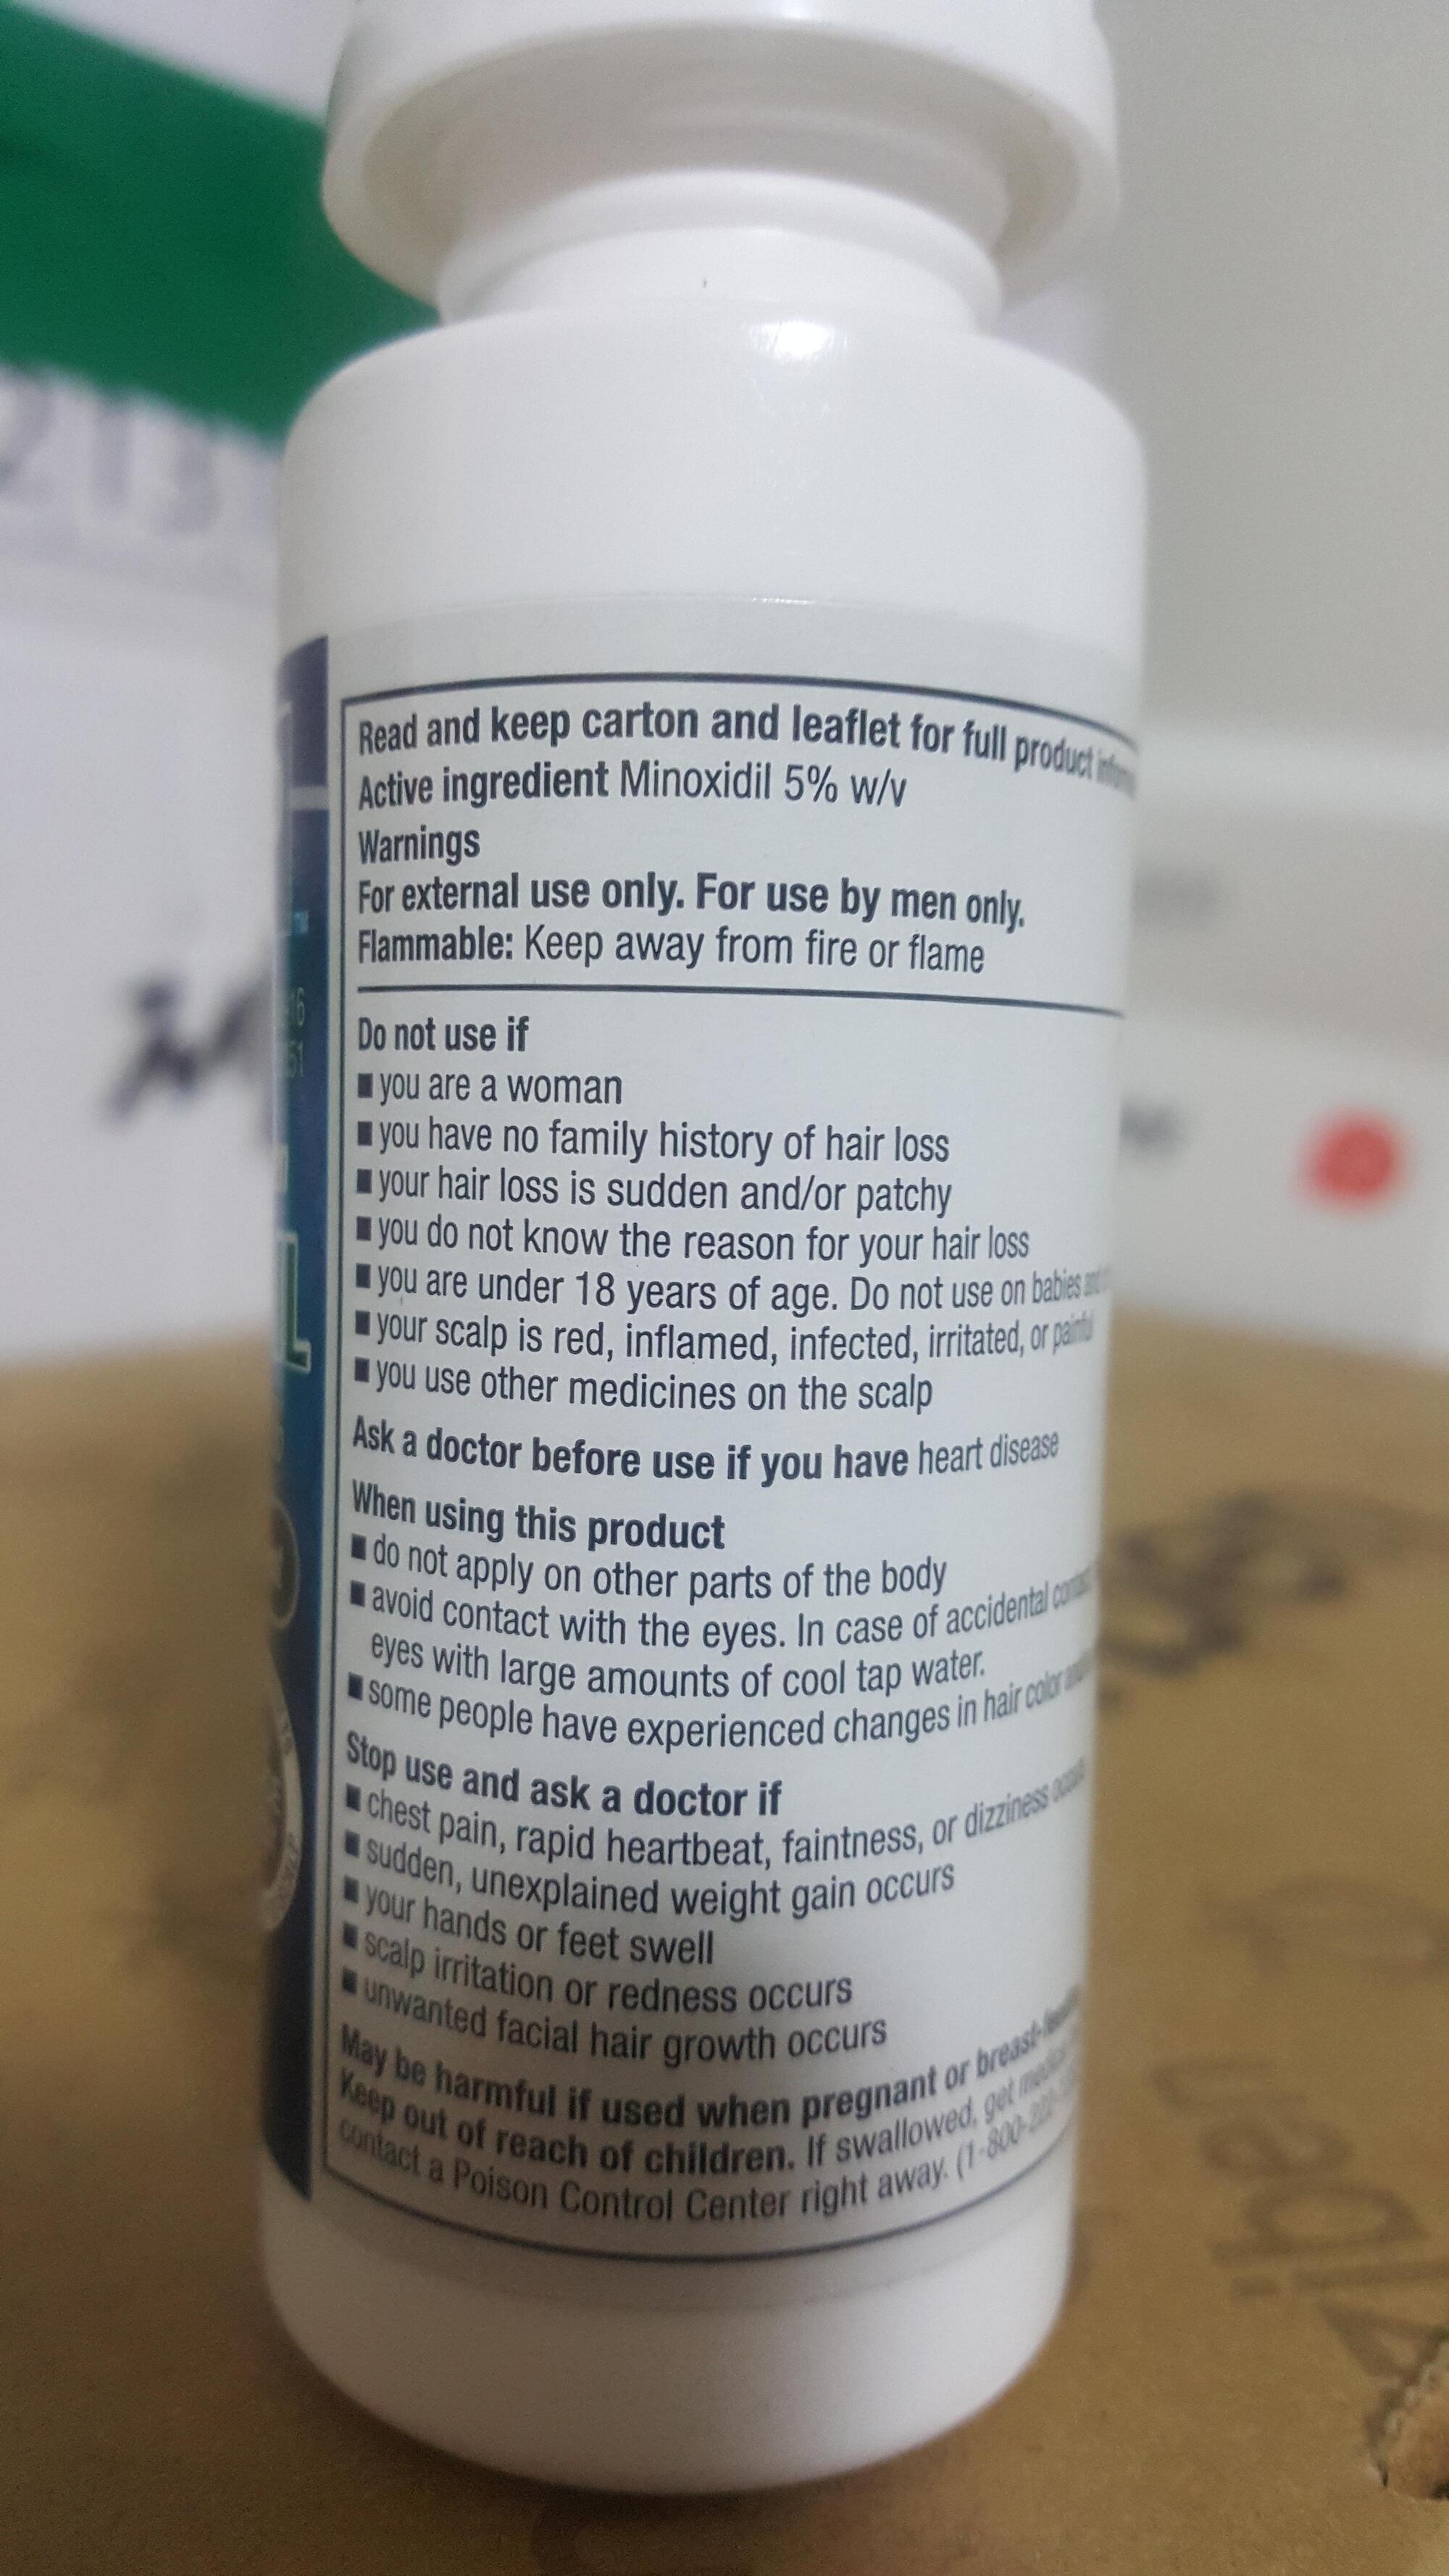 Read and keep carton and leaflet for full product
Active ingredient Minoxidil 5% w/v
Warnings
For external use only. For use by men only.
Flammable: Keep away from fire or flame
Do not use if
■ you are a woman
■ you have no family history of hair loss
■ your hair loss is sudden and/or patchy
■ you do not know the reason for your hair loss
■ you are under 18 years of age. Do not use on babies and
■ your scalp is red, inflamed, infected, irritated, or painful
■ you use other medicines on the scalp
Ask a doctor before use if you have heart disease
When using this product
■ do not apply on other parts of the body
■ avoid contact with the eyes. In case of accidental
eyes with large amounts of cool tap water.
■ some people have experienced changes in hair color
Stop use and ask a doctor if
■ chest pain, rapid heartbeat, faintness, or dizziness occurs
■ sudden, unexplained weight gain occurs
■ your hands or feet swell
■ scalp irritation or redness occurs
■ unwanted facial hair growth occurs
May be harmful if used when pregnant or
Keep out of reach of children. If swallowed, get
contact a Poison Control Center right away. (1-800-